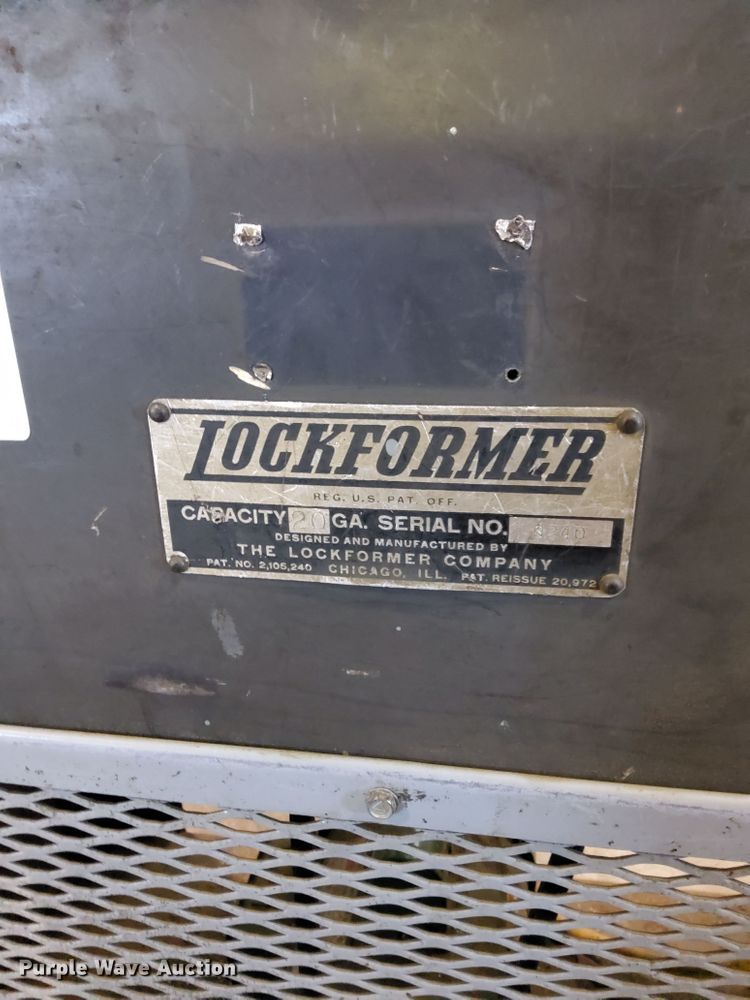 LOCKFORMER
REG. U.S. PAT. OFF.
CAPACITY 20 GA. SERIAL NO.
DESIGNED AND MANUFACTURED BY
THE LOCKFORMER COMPANY
PAT. NO. 2,105,240 CHICAGO, ILL. PAT. REISSUE 20,972
Purple Wave Auction